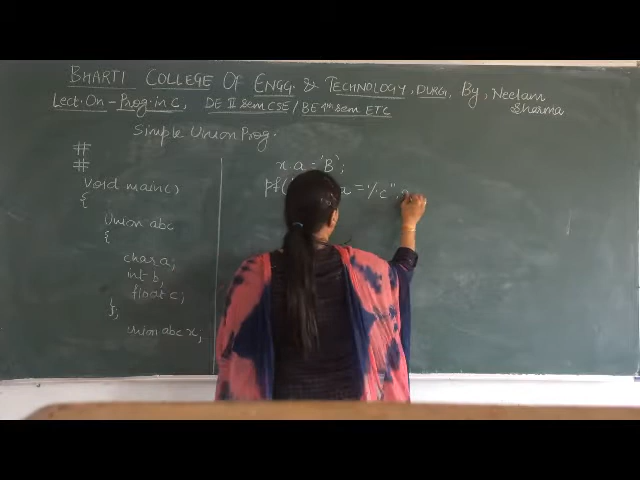 BHARTI COLLEGE OF ENGG. & TECHNOLOGY, DURG, By, Neelam Sharma
Lect. On - Prog. in C, DE II sem CSE / BE 1st sem ETC
Simple Union Prog.
#
#
Void main()
{
Union abc
{
char a;
int b,
float c;
};
union abc x;
x.a = 'B';
pf(" a = %c",